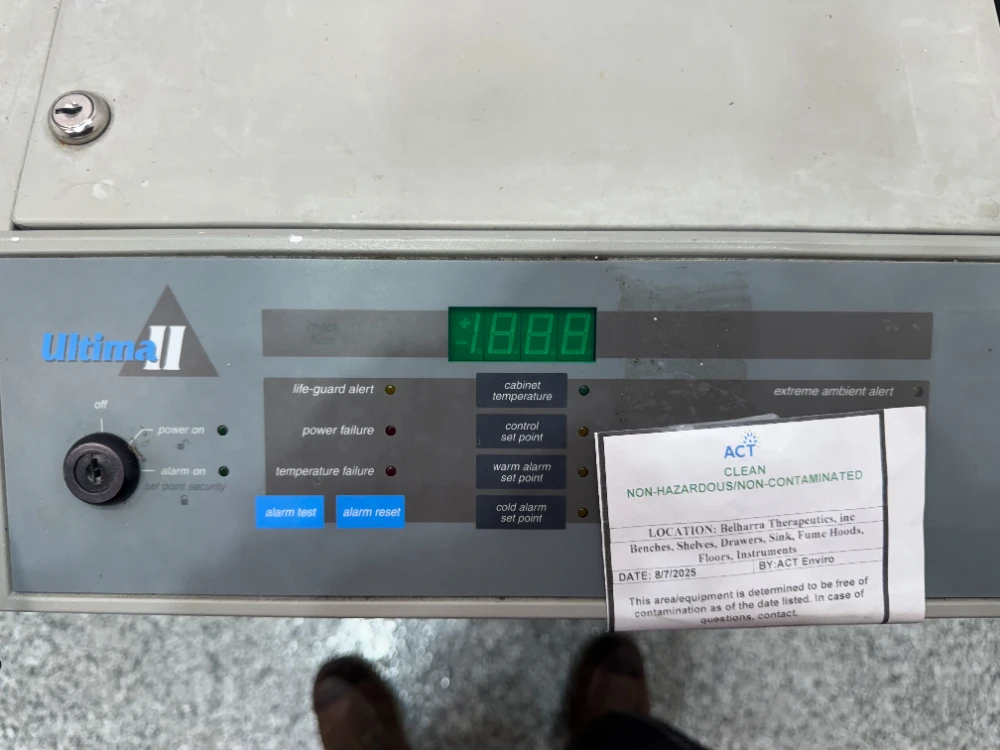 +1888
Ultima II
off
power on
alarm on
set point security
life-guard alert
power failure
temperature failure
alarm test
alarm reset
cabinet
temperature
control
set point
warm alarm
set point
cold alarm
set point
extreme ambient alert
ACT
CLEAN
NON-HAZARDOUS/NON-CONTAMINATED
LOCATION: Belharra Therapeutics, inc
Benches, Shelves, Drawers, Sink, Fume Hoods,
Floors, Instruments
DATE: 8/7/2025 BY:ACT Enviro
This area/equipment is determined to be free of
contamination as of the date listed. In case of
questions, contact.